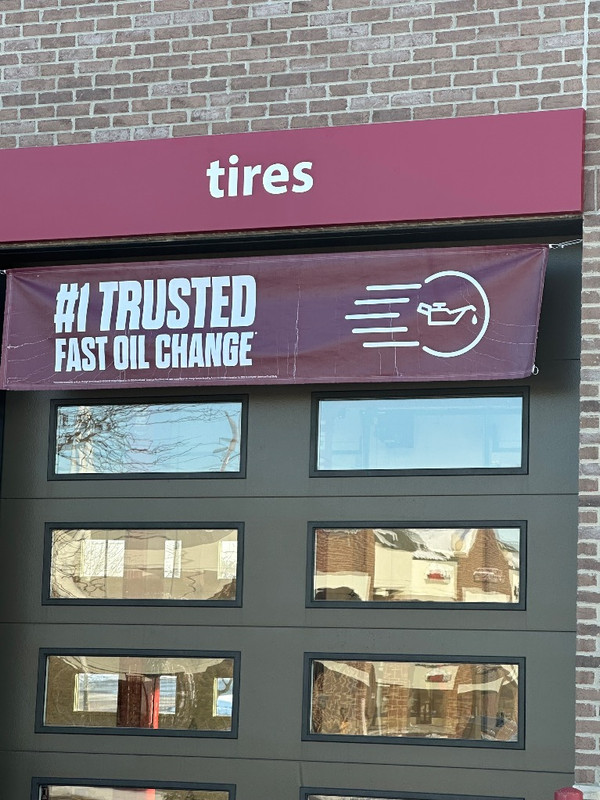 tires
#1 TRUSTED
FAST OIL CHANGE*